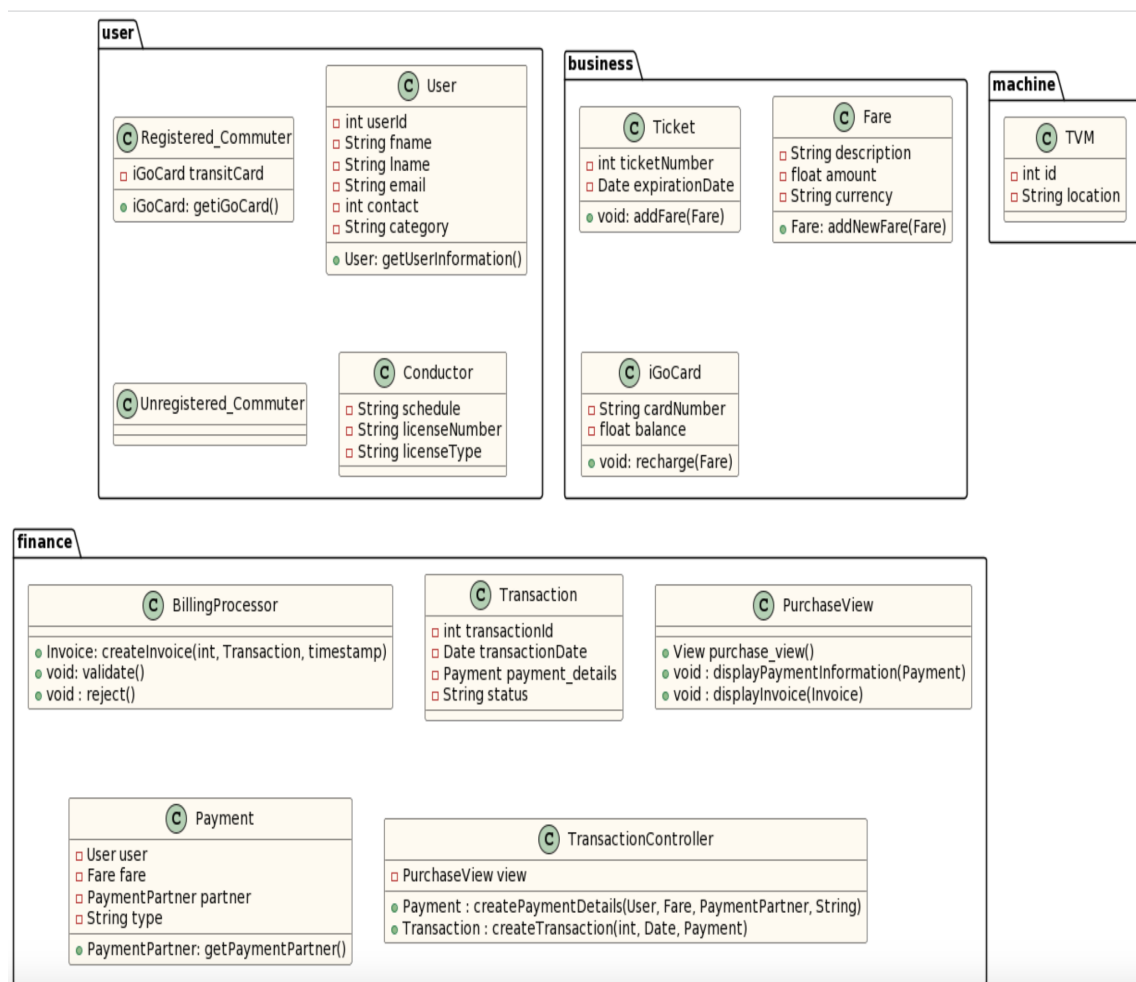 user
C Registered_Commuter
iGoCard transitCard
iGoCard: getiGoCard()
C User
int userId
String fname
String lname
String email
int contact
String category
User: getUserInformation()
C Unregistered_Commuter
C Conductor
String schedule
String licenseNumber
String licenseType
business
C Ticket
int ticketNumber
Date expirationDate
void: addFare(Fare)
C Fare
String description
float amount
String currency
Fare: addNewFare(Fare)
C iGoCard
String cardNumber
float balance
void: recharge(Fare)
machine
C TVM
int id
String location
finance
C BillingProcessor
Invoice: createInvoice(int, Transaction, timestamp)
void: validate()
void : reject()
C Transaction
int transactionId
Date transactionDate
Payment payment_details
String status
C PurchaseView
View purchase_view()
void : displayPaymentInformation(Payment)
void : displayInvoice(Invoice)
C Payment
User user
Fare fare
PaymentPartner partner
String type
PaymentPartner: getPaymentPartner()
C TransactionController
PurchaseView view
Payment : createPaymentDetails(User, Fare, PaymentPartner, String)
Transaction : createTransaction(int, Date, Payment)